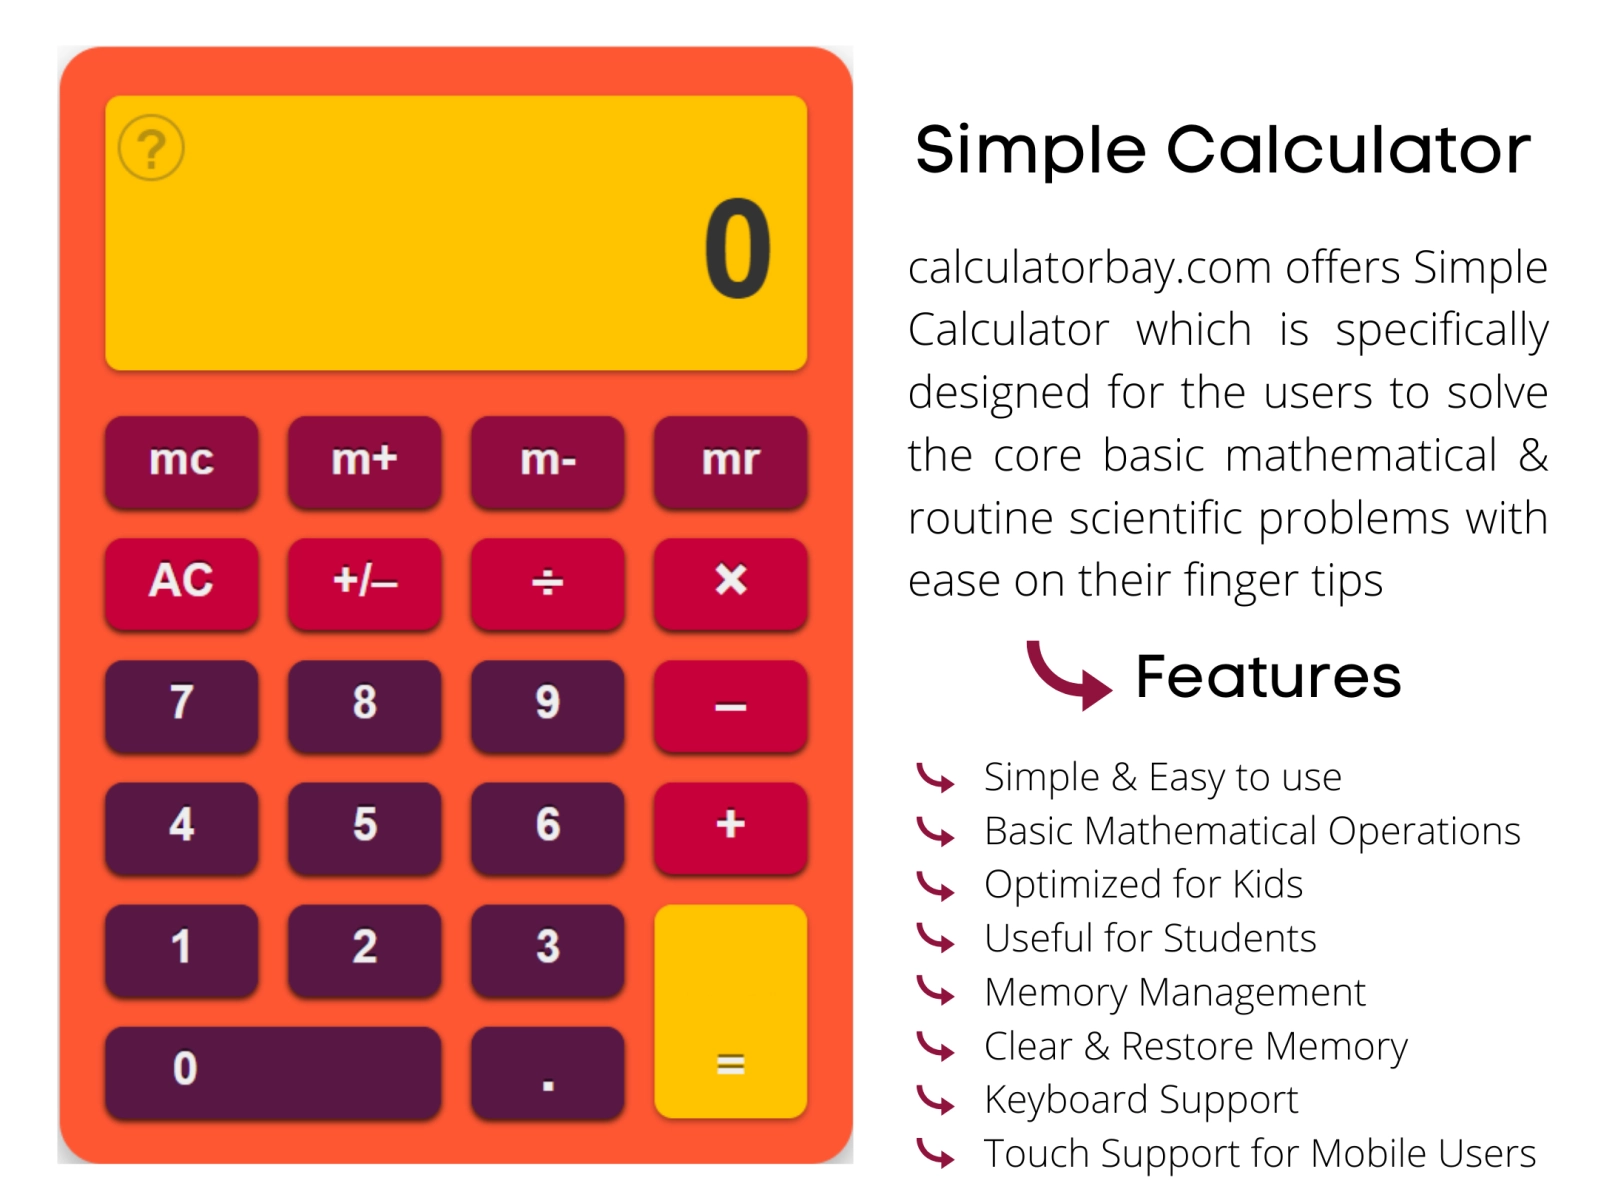 ?
0
mc m+ m- mr
AC +/– ÷ ×
7 8 9 –
4 5 6 +
1 2 3
0 . =
Simple Calculator
calculatorbay.com offers Simple
Calculator which is specifically
designed for the users to solve
the core basic mathematical &
routine scientific problems with
ease on their finger tips
Features
Simple & Easy to use
Basic Mathematical Operations
Optimized for Kids
Useful for Students
Memory Management
Clear & Restore Memory
Keyboard Support
Touch Support for Mobile Users